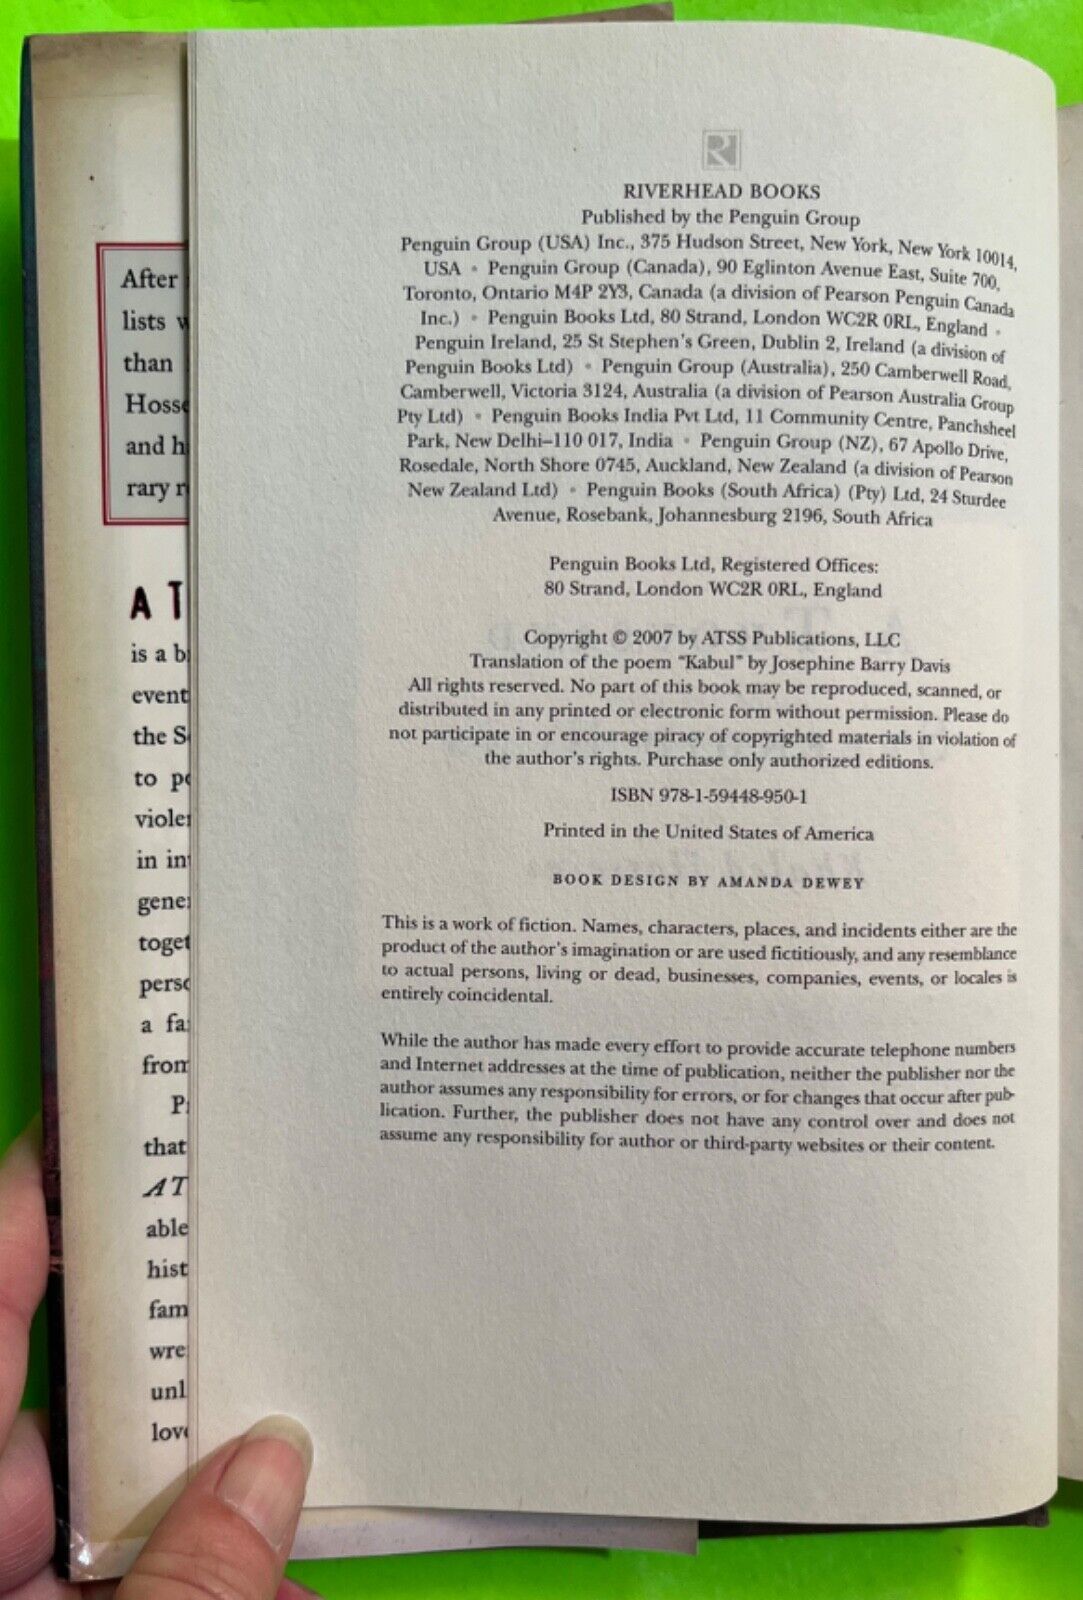 After
lists
than
Hosse
and h
rary r
A T
is a b
event
the S
to p
viole
in in
gene
toget
perso
a fa
from
P
that
A T
able
hist
fam
wre
unl
love
RIVERHEAD BOOKS
Published by the Penguin Group
Penguin Group (USA) Inc., 375 Hudson Street, New York, New York 10014,
USA • Penguin Group (Canada), 90 Eglinton Avenue East, Suite 700,
Toronto, Ontario M4P 2Y3, Canada (a division of Pearson Penguin Canada
Inc.) • Penguin Books Ltd, 80 Strand, London WC2R 0RL, England •
Penguin Ireland, 25 St Stephen's Green, Dublin 2, Ireland (a division of
Penguin Books Ltd) • Penguin Group (Australia), 250 Camberwell Road,
Camberwell, Victoria 3124, Australia (a division of Pearson Australia Group
Pty Ltd) • Penguin Books India Pvt Ltd, 11 Community Centre, Panchsheel
Park, New Delhi–110 017, India • Penguin Group (NZ), 67 Apollo Drive,
Rosedale, North Shore 0745, Auckland, New Zealand (a division of Pearson
New Zealand Ltd) • Penguin Books (South Africa) (Pty) Ltd, 24 Sturdee
Avenue, Rosebank, Johannesburg 2196, South Africa
Penguin Books Ltd, Registered Offices:
80 Strand, London WC2R 0RL, England
Copyright © 2007 by ATSS Publications, LLC
Translation of the poem "Kabul" by Josephine Barry Davis
All rights reserved. No part of this book may be reproduced, scanned, or
distributed in any printed or electronic form without permission. Please do
not participate in or encourage piracy of copyrighted materials in violation of
the author's rights. Purchase only authorized editions.
ISBN 978-1-59448-950-1
Printed in the United States of America
BOOK DESIGN BY AMANDA DEWEY
This is a work of fiction. Names, characters, places, and incidents either are the
product of the author's imagination or are used fictitiously, and any resemblance
to actual persons, living or dead, businesses, companies, events, or locales is
entirely coincidental.
While the author has made every effort to provide accurate telephone numbers
and Internet addresses at the time of publication, neither the publisher nor the
author assumes any responsibility for errors, or for changes that occur after pub-
lication. Further, the publisher does not have any control over and does not
assume any responsibility for author or third-party websites or their content.